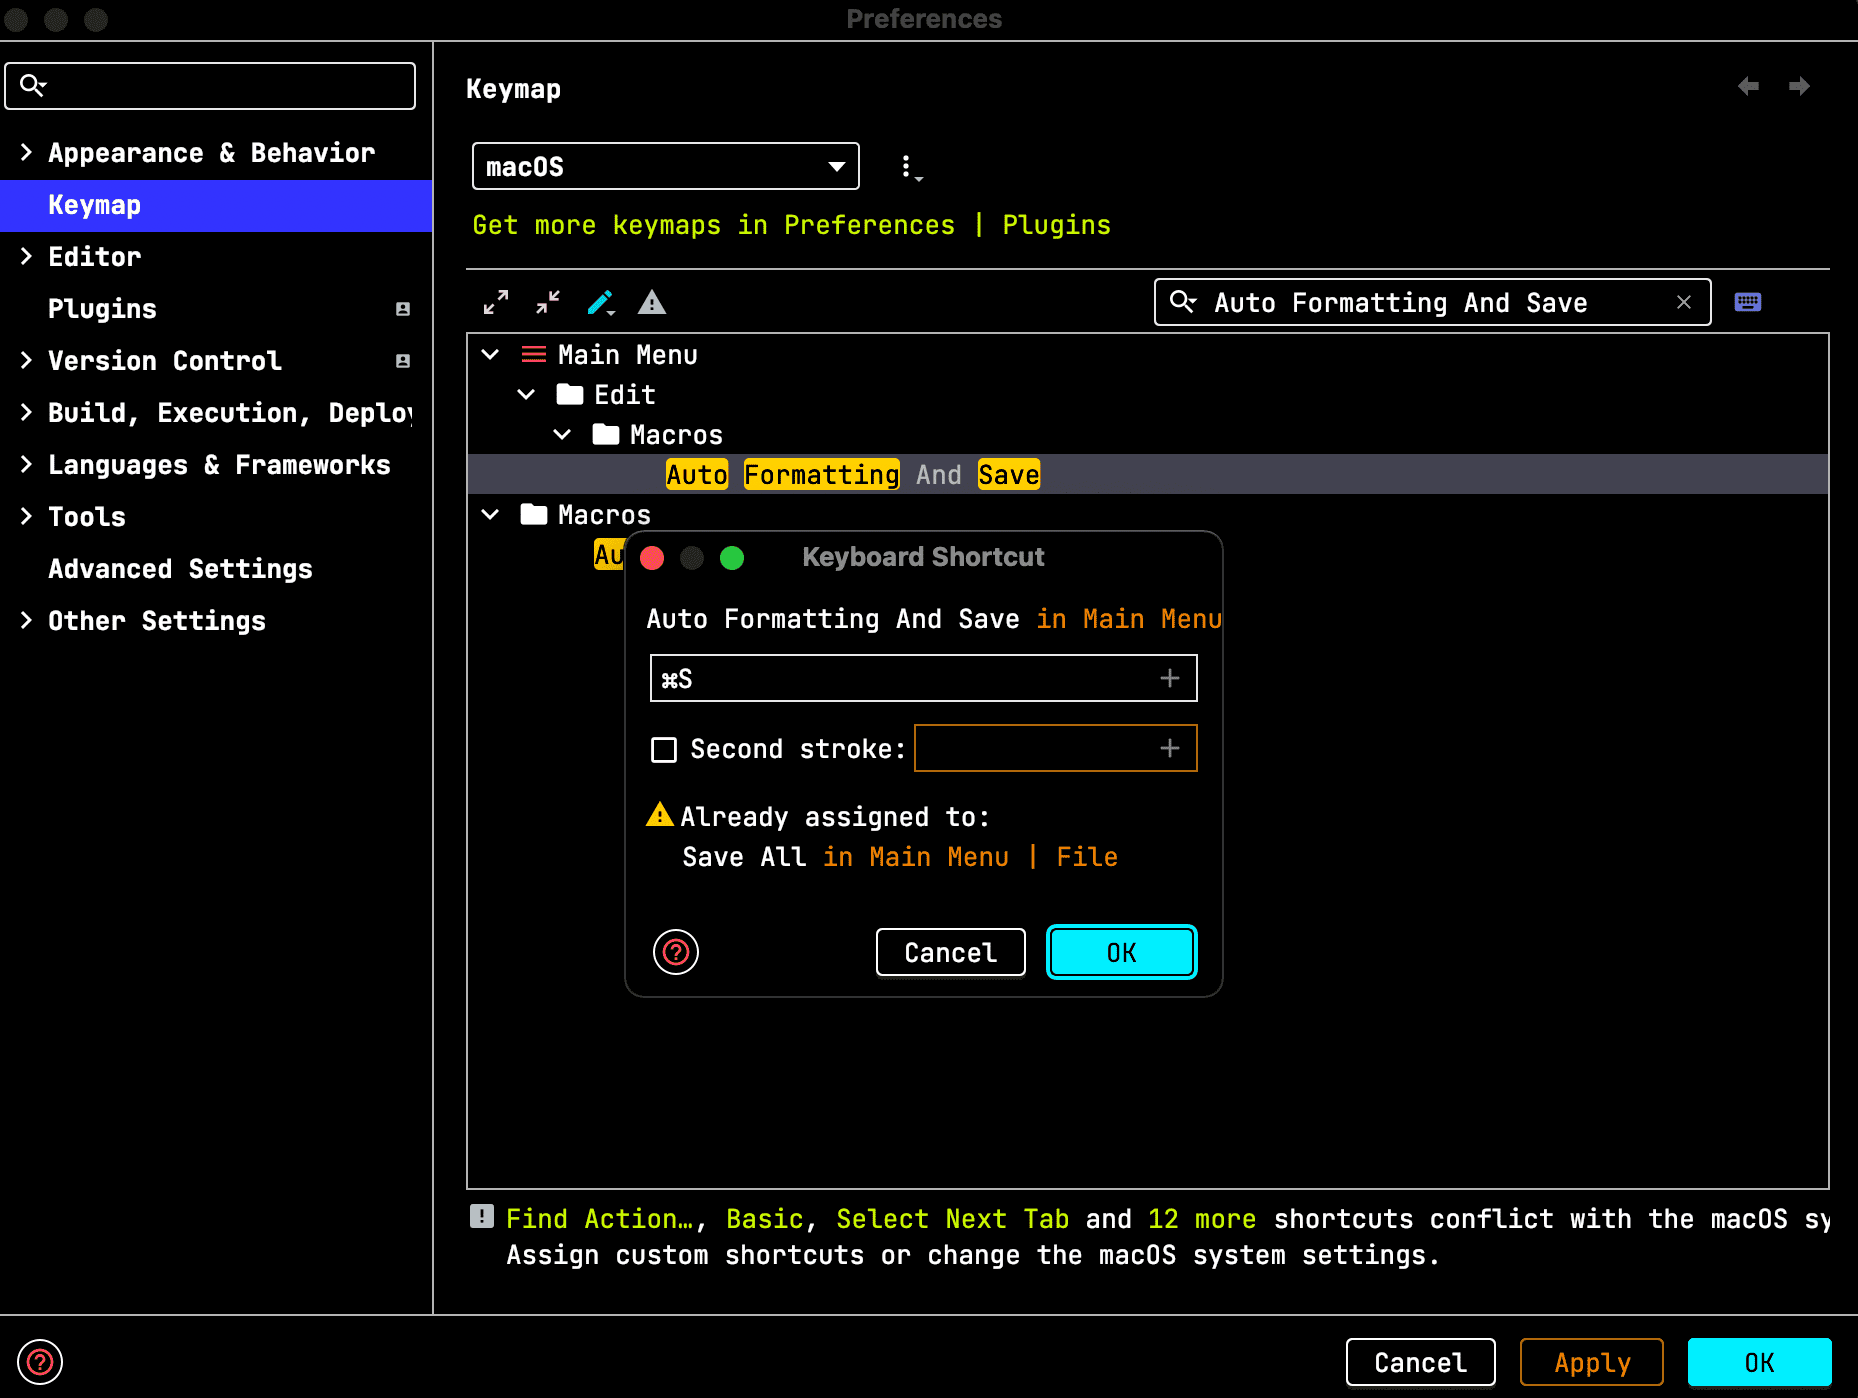 Preferences
Appearance & Behavior
Keymap
Editor
Plugins
Version Control
Build, Execution, Deploy
Languages & Frameworks
Tools
Advanced Settings
Other Settings
Keymap
macOS
Get more keymaps in Preferences | Plugins
Auto Formatting And Save
Main Menu
Edit
Macros
Auto Formatting And Save
Macros
Au
Keyboard Shortcut
Auto Formatting And Save in Main Menu
⌘S
Second stroke:
Already assigned to:
Save All in Main Menu | File
Cancel
OK
Find Action…, Basic, Select Next Tab and 12 more shortcuts conflict with the macOS sy
Assign custom shortcuts or change the macOS system settings.
Cancel
Apply
OK